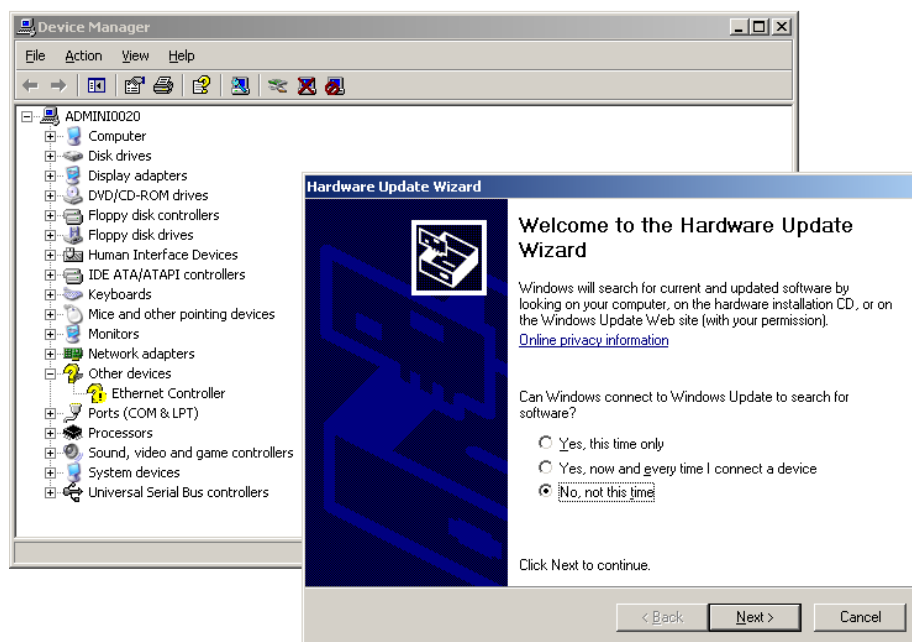 Device Manager
File Action View Help
ADMINI0020
Computer
Disk drives
Display adapters
DVD/CD-ROM drives
Floppy disk controllers
Floppy disk drives
Human Interface Devices
IDE ATA/ATAPI controllers
Keyboards
Mice and other pointing devices
Monitors
Network adapters
Other devices
Ethernet Controller
Ports (COM & LPT)
Processors
Sound, video and game controllers
System devices
Universal Serial Bus controllers
Hardware Update Wizard
Welcome to the Hardware Update
Wizard
Windows will search for current and updated software by
looking on your computer, on the hardware installation CD, or on
the Windows Update Web site (with your permission).
Online privacy information
Can Windows connect to Windows Update to search for
software?
Yes, this time only
Yes, now and every time I connect a device
No, not this time
Click Next to continue.
< Back Next > Cancel